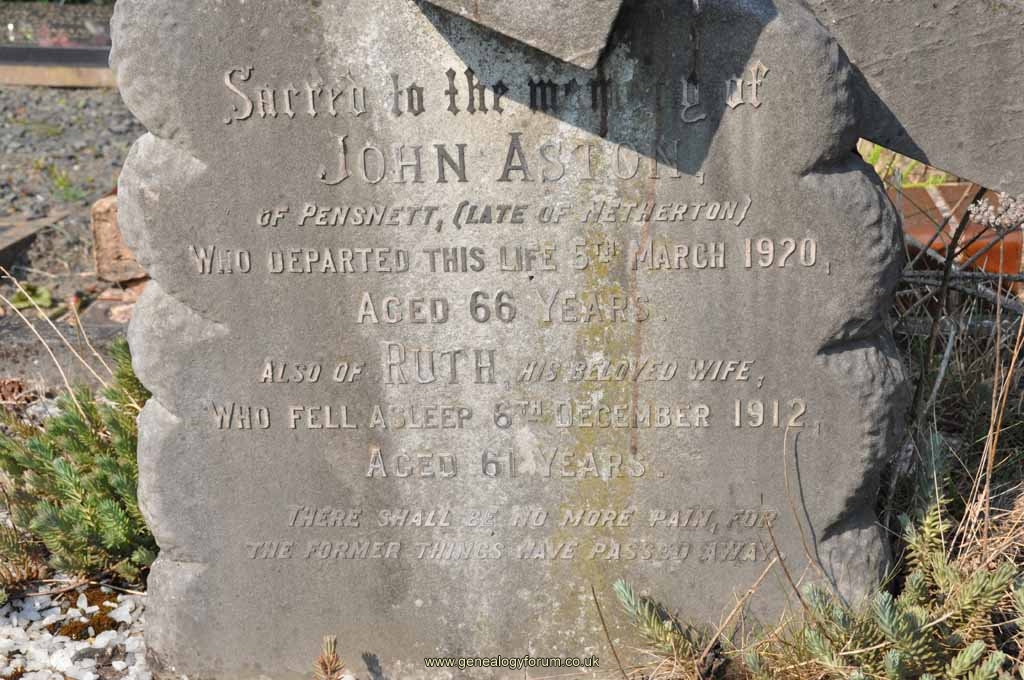 Sacred to the memory of
JOHN ASTON,
OF PENSNETT, (LATE OF NETHERTON)
WHO DEPARTED THIS LIFE 5TH MARCH 1920,
AGED 66 YEARS.
ALSO OF RUTH, HIS BELOVED WIFE,
WHO FELL ASLEEP 6TH DECEMBER 1912,
AGED 61 YEARS.
THERE SHALL BE NO MORE PAIN, FOR
THE FORMER THINGS HAVE PASSED AWAY.
www.genealogyforum.co.uk